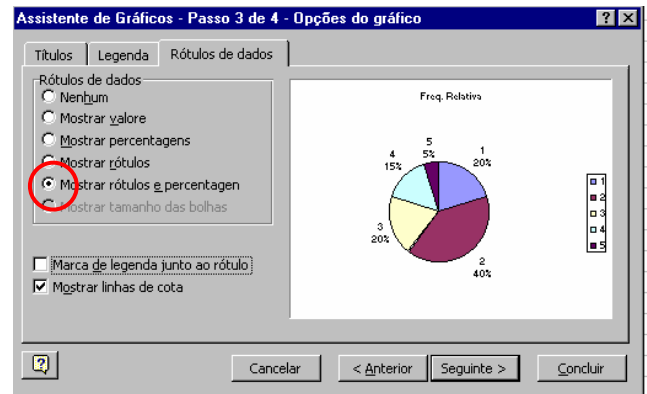 Assistente de Gráficos - Passo 3 de 4 - Opções do gráfico
Títulos Legenda Rótulos de dados
Rótulos de dados
Nenhum
Mostrar valore
Mostrar percentagens
Mostrar rótulos
Mostrar rótulos e percentagen
Mostrar tamanho das bolhas
Marca de legenda junto ao rótulo
Mostrar linhas de cota
Freq. Relativa
5
5%
1
20%
4
15%
3
20%
2
40%
1
2
3
4
5
Cancelar < Anterior Seguinte > Concluir